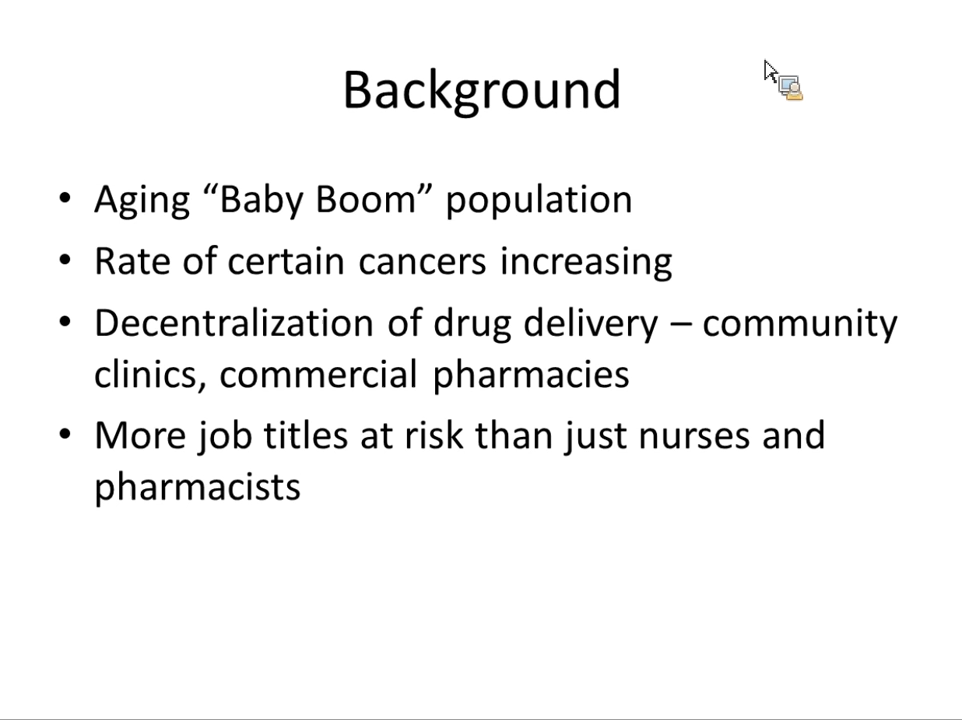 Background
• Aging “Baby Boom” population
• Rate of certain cancers increasing
• Decentralization of drug delivery – community
clinics, commercial pharmacies
• More job titles at risk than just nurses and
pharmacists